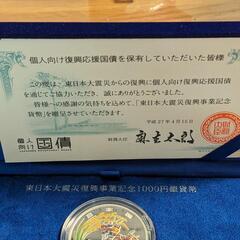 個人向け復興応援国債を保有していただいた皆様
この度は、東日本大震災からの復興に個人向け復興応援国債
を通じてご協力いただき、誠にありがとうございました。
皆様への感謝の気持ちを込めて、「東日本大震災復興事業記念
貨幣」を贈呈させていただきます。
平成27年4月15日
個人向け国債
財務大臣 麻生太郎
東日本大震災復興事業記念1000円銀貨幣